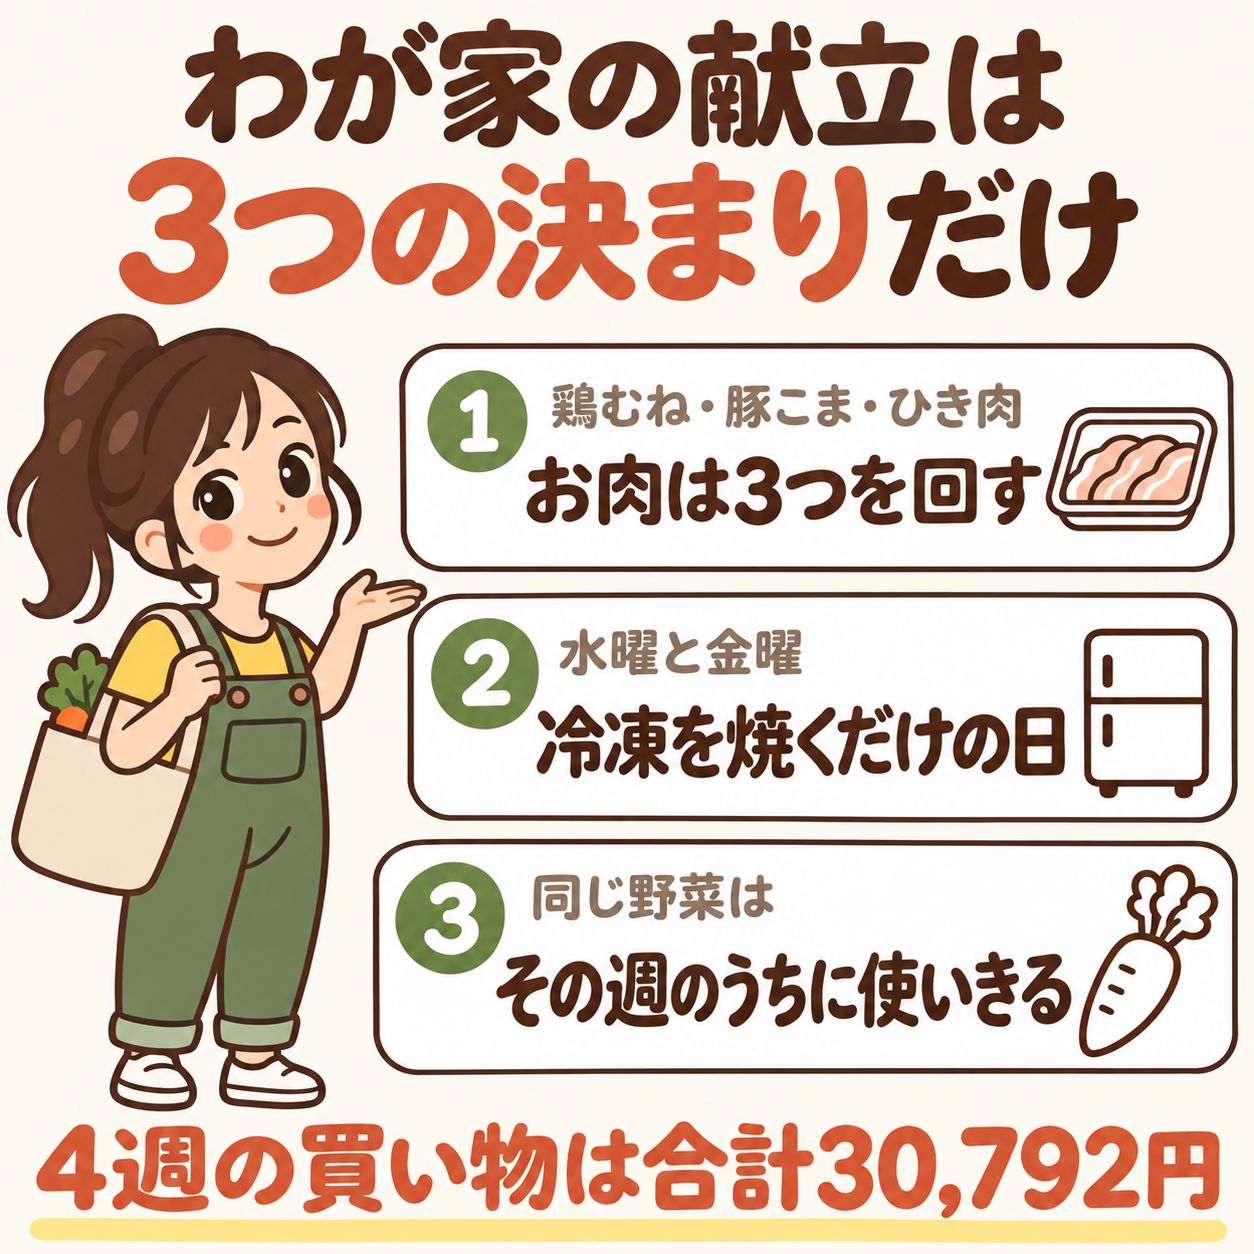 わが家の献立は
3つの決まりだけ
1
鶏むね・豚こま・ひき肉
お肉は3つを回す
2
水曜と金曜
冷凍を焼くだけの日
3
同じ野菜は
その週のうちに使いきる
4週の買い物は合計30,792円